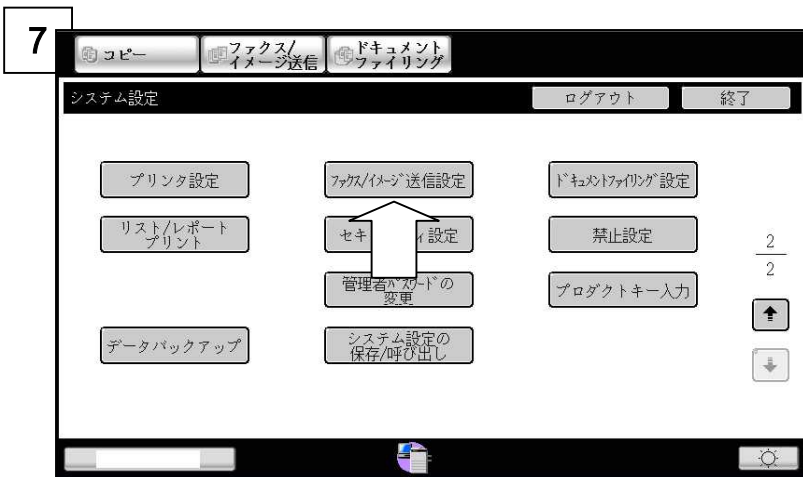 7
コピー
ファクス/
イメージ送信
ドキュメント
ファイリング
システム設定
ログアウト
終了
プリンタ設定
ファクス/イメージ送信設定
ドキュメントファイリング設定
リスト/レポート
プリント
セキ
ィ設定
禁止設定
2
2
管理者パスワードの
変更
プロダクトキー入力
データバックアップ
システム設定の
保存/呼び出し